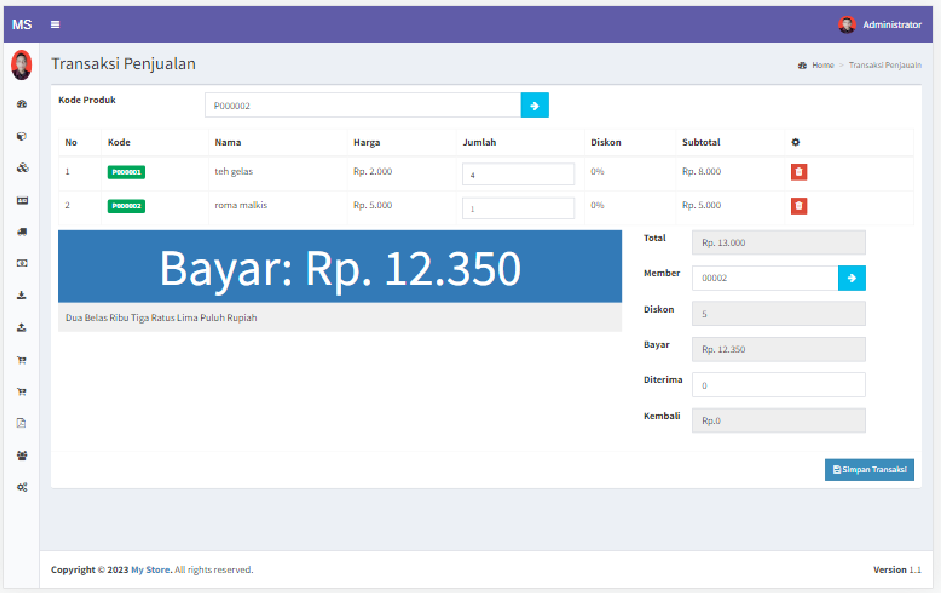 MS Administrator
Transaksi Penjualan Home > Transaksi Penjaualn
Kode Produk P000002
No Kode Nama Harga Jumlah Diskon Subtotal
1 P000001 teh gelas Rp. 2.000 4 0% Rp. 8.000
2 P000002 roma malkis Rp. 5.000 1 0% Rp. 5.000
Bayar: Rp. 12.350
Dua Belas Ribu Tiga Ratus Lima Puluh Rupiah
Total Rp. 13.000
Member 00002
Diskon 5
Bayar Rp. 12.350
Diterima 0
Kembali Rp.0
Simpan Transaksi
Copyright © 2023 My Store. All rights reserved. Version 1.1